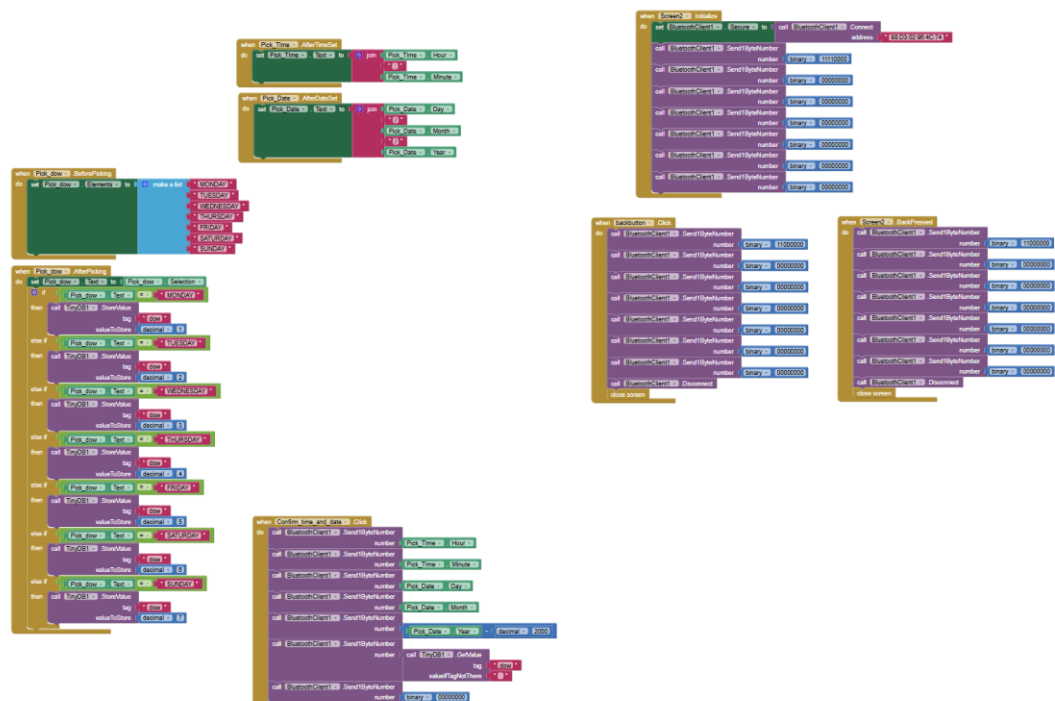 when Pick_Time .AfterTimeSet
do set Pick_Time . Text to join Pick_Time . Hour
" : "
Pick_Time . Minute
when Pick_Date .AfterDateSet
do set Pick_Date . Text to join Pick_Date . Day
" / "
Pick_Date . Month
" / "
Pick_Date . Year
when Pick_dow .BeforePicking
do set Pick_dow . Elements to make a list " MONDAY "
" TUESDAY "
" WEDNESDAY "
" THURSDAY "
" FRIDAY "
" SATURDAY "
" SUNDAY "
when Pick_dow .AfterPicking
do set Pick_dow . Text to Pick_dow . Selection
if Pick_dow . Text = " MONDAY "
then call TinyDB1 .StoreValue
tag " dow "
valueToStore decimal 1
else if Pick_dow . Text = " TUESDAY "
then call TinyDB1 .StoreValue
tag " dow "
valueToStore decimal 2
else if Pick_dow . Text = " WEDNESDAY "
then call TinyDB1 .StoreValue
tag " dow "
valueToStore decimal 3
else if Pick_dow . Text = " THURSDAY "
then call TinyDB1 .StoreValue
tag " dow "
valueToStore decimal 4
else if Pick_dow . Text = " FRIDAY "
then call TinyDB1 .StoreValue
tag " dow "
valueToStore decimal 5
else if Pick_dow . Text = " SATURDAY "
then call TinyDB1 .StoreValue
tag " dow "
valueToStore decimal 6
else if Pick_dow . Text = " SUNDAY "
then call TinyDB1 .StoreValue
tag " dow "
valueToStore decimal 7
when Confirm_time_and_date .Click
do call BluetoothClient1 .Send1ByteNumber
number Pick_Time . Hour
call BluetoothClient1 .Send1ByteNumber
number Pick_Time . Minute
call BluetoothClient1 .Send1ByteNumber
number Pick_Date . Day
call BluetoothClient1 .Send1ByteNumber
number Pick_Date . Month
call BluetoothClient1 .Send1ByteNumber
number Pick_Date . Year - decimal 2000
call BluetoothClient1 .Send1ByteNumber
number call TinyDB1 .GetValue
tag " dow "
valueIfTagNotThere " "
call BluetoothClient1 .Send1ByteNumber
number binary 00000000
when Screen2 .Initialize
do set BluetoothClient1 . Secure to call BluetoothClient1 .Connect
address
call BluetoothClient1 .Send1ByteNumber
number binary 11110000
call BluetoothClient1 .Send1ByteNumber
number binary 00000000
call BluetoothClient1 .Send1ByteNumber
number binary 00000000
call BluetoothClient1 .Send1ByteNumber
number binary 00000000
call BluetoothClient1 .Send1ByteNumber
number binary 00000000
call BluetoothClient1 .Send1ByteNumber
number binary 00000000
call BluetoothClient1 .Send1ByteNumber
number binary 00000000
when backbutton .Click
do call BluetoothClient1 .Send1ByteNumber
number binary 11000000
call BluetoothClient1 .Send1ByteNumber
number binary 00000000
call BluetoothClient1 .Send1ByteNumber
number binary 00000000
call BluetoothClient1 .Send1ByteNumber
number binary 00000000
call BluetoothClient1 .Send1ByteNumber
number binary 00000000
call BluetoothClient1 .Send1ByteNumber
number binary 00000000
call BluetoothClient1 .Send1ByteNumber
number binary 00000000
call BluetoothClient1 .Disconnect
close screen
when Screen2 .BackPressed
do call BluetoothClient1 .Send1ByteNumber
number binary 11000000
call BluetoothClient1 .Send1ByteNumber
number binary 00000000
call BluetoothClient1 .Send1ByteNumber
number binary 00000000
call BluetoothClient1 .Send1ByteNumber
number binary 00000000
call BluetoothClient1 .Send1ByteNumber
number binary 00000000
call BluetoothClient1 .Send1ByteNumber
number binary 00000000
call BluetoothClient1 .Send1ByteNumber
number binary 00000000
call BluetoothClient1 .Disconnect
close screen